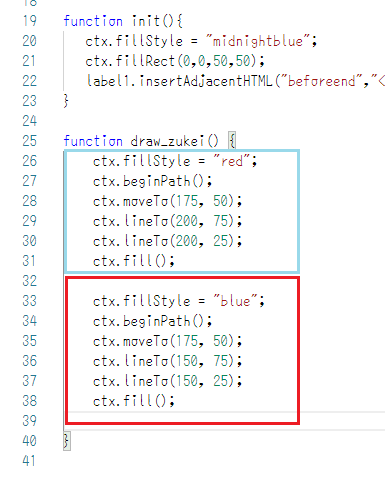 18
19 function init(){
20 ctx.fillStyle = "midnightblue";
21 ctx.fillRect(0,0,50,50);
22 label1.insertAdjacentHTML("beforeend","<
23 }
24
25 function draw_zukei() {
26 ctx.fillStyle = "red";
27 ctx.beginPath();
28 ctx.moveTo(175, 50);
29 ctx.lineTo(200, 75);
30 ctx.lineTo(200, 25);
31 ctx.fill();
32
33 ctx.fillStyle = "blue";
34 ctx.beginPath();
35 ctx.moveTo(175, 50);
36 ctx.lineTo(150, 75);
37 ctx.lineTo(150, 25);
38 ctx.fill();
39
40 }
41